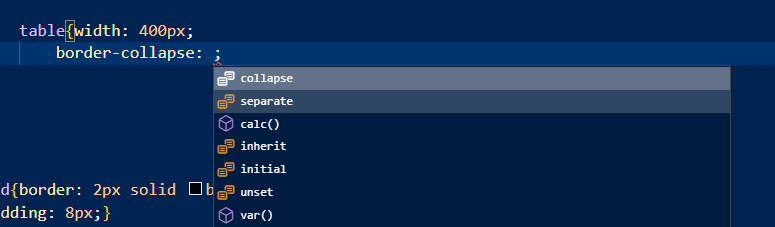 table{width: 400px;
border-collapse: ;
collapse
separate
calc()
inherit
initial
unset
var()
d{border: 2px solid b
dding: 8px;}